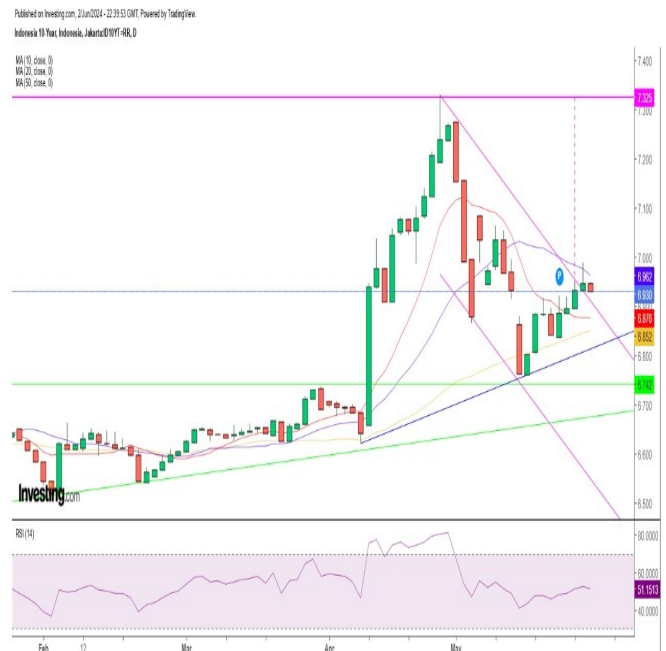 Published on Investing.com, 2/Jun/2024 - 22:39:53 GMT, Powered by TradingView.
Indonesia 10-Year, Indonesia, Jakarta:ID10YT=RR, D
MA (10, close, 0)
MA (20, close, 0)
MA (50, close, 0)
7.400
7.325
7.200
7.100
7.000
6.962
6.930
6.876
6.852
6.800
6.742
6.700
6.600
6.500
P
Investing.com
RSI (14)
80.0000
60.0000
51.1513
40.0000
Feb
12
Mar
Apr
May